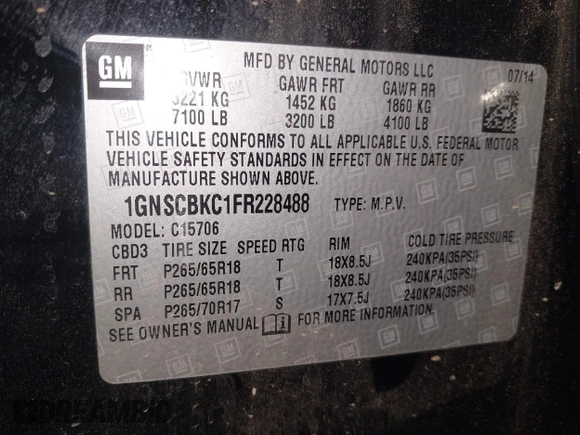 GM
MFD BY GENERAL MOTORS LLC 07/14
GVWR GAWR FRT GAWR RR
3221 KG 1452 KG 1860 KG
7100 LB 3200 LB 4100 LB
THIS VEHICLE CONFORMS TO ALL APPLICABLE U.S. FEDERAL MOTOR
VEHICLE SAFETY STANDARDS IN EFFECT ON THE DATE OF
MANUFACTURE SHOWN ABOVE.
1GNSCBKC1FR228488 TYPE: M.P.V.
MODEL: C15706
CBD3 TIRE SIZE SPEED RTG RIM COLD TIRE PRESSURE
FRT P265/65R18 T 18X8.5J 240KPA(35PSI)
RR P265/65R18 T 18X8.5J 240KPA(35PSI)
SPA P265/70R17 S 17X7.5J 240KPA(35PSI)
SEE OWNER'S MANUAL FOR MORE INFORMATION.